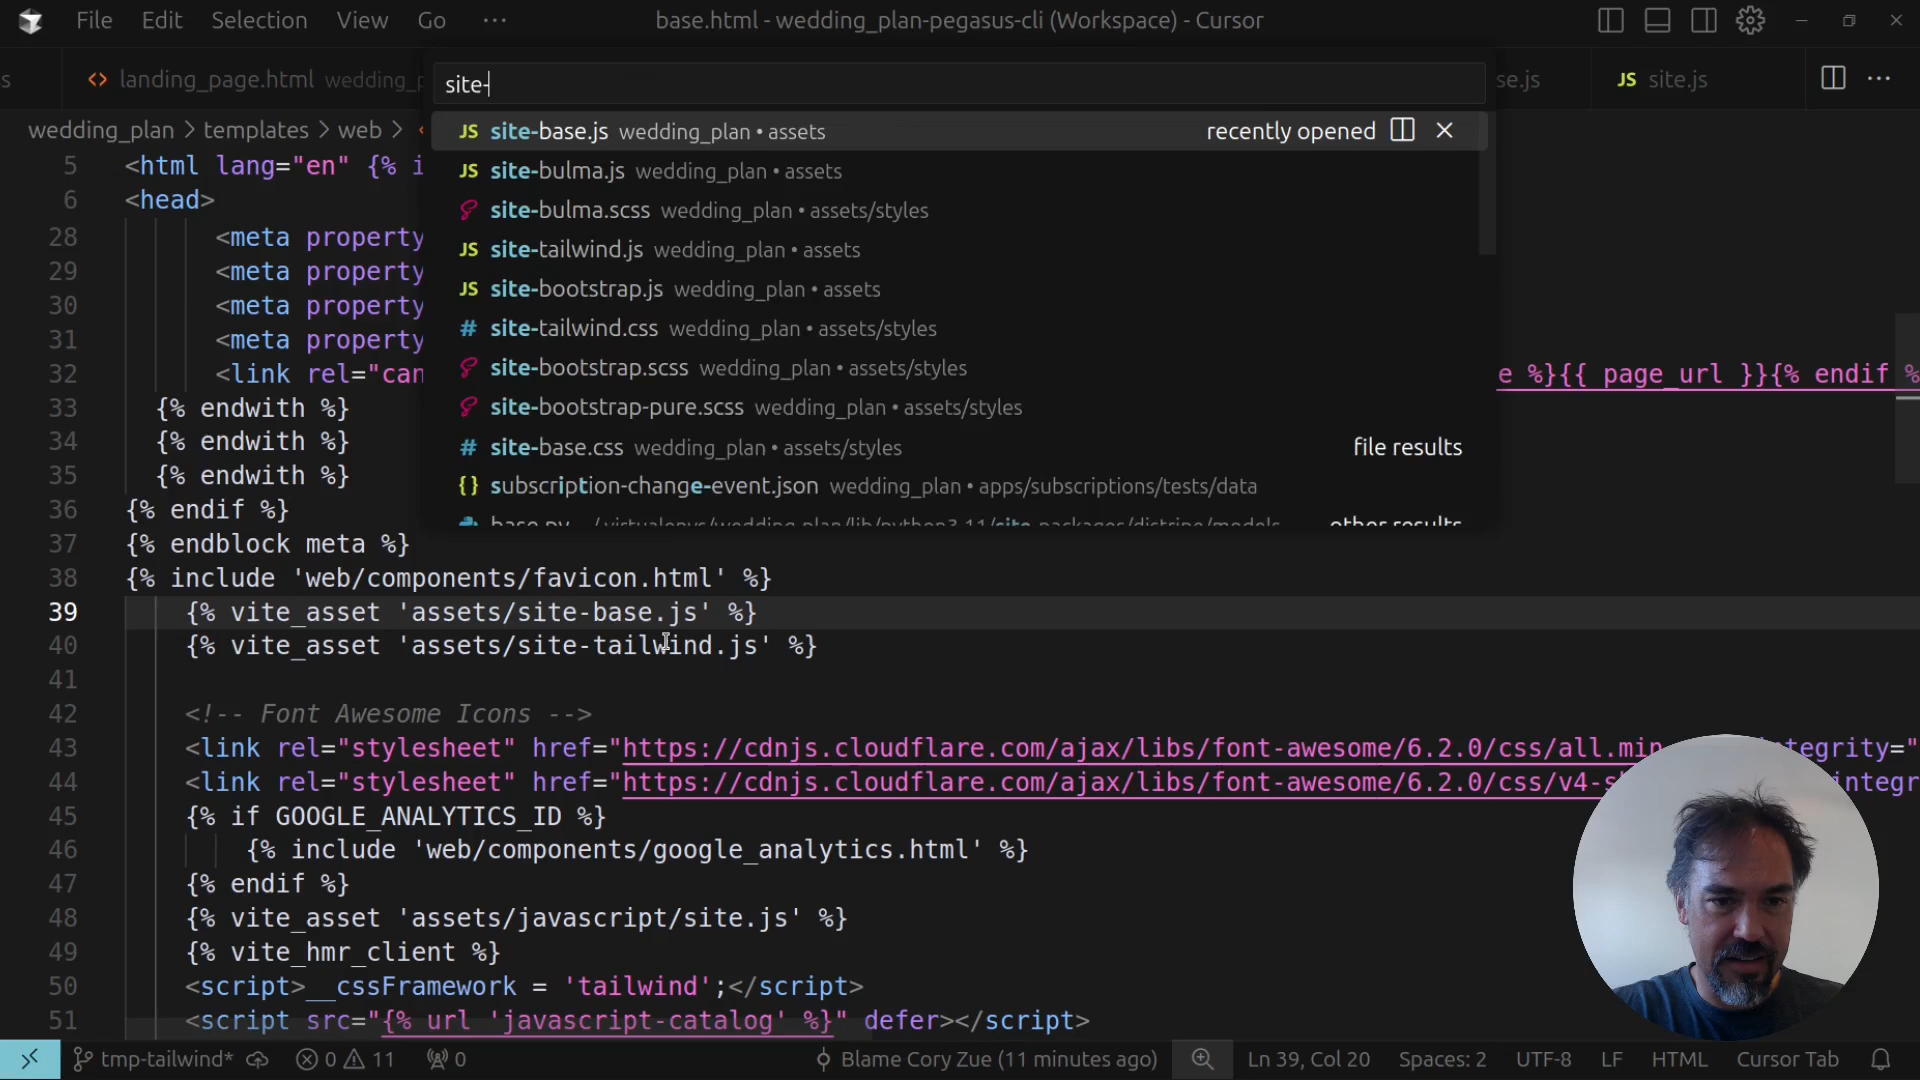 File Edit Selection View Go ··· base.html - wedding_plan-pegasus-cli (Workspace) - Cursor
s <> landing_page.html wedding_p se.js JS site.js ···
site-
wedding_plan > templates > web >
JS site-base.js wedding_plan • assets recently opened
JS site-bulma.js wedding_plan • assets
site-bulma.scss wedding_plan • assets/styles
JS site-tailwind.js wedding_plan • assets
JS site-bootstrap.js wedding_plan • assets
# site-tailwind.css wedding_plan • assets/styles
site-bootstrap.scss wedding_plan • assets/styles
site-bootstrap-pure.scss wedding_plan • assets/styles
# site-base.css wedding_plan • assets/styles file results
{} subscription-change-event.json wedding_plan • apps/subscriptions/tests/data
other results
5 <html lang="en" {% i
6 <head>
28 <meta property
29 <meta property
30 <meta property
31 <meta property
32 <link rel="can e %}{{ page_url }}{% endif %
33 {% endwith %}
34 {% endwith %}
35 {% endwith %}
36 {% endif %}
37 {% endblock meta %}
38 {% include 'web/components/favicon.html' %}
39 {% vite_asset 'assets/site-base.js' %}
40 {% vite_asset 'assets/site-tailwind.js' %}
41
42 <!-- Font Awesome Icons -->
43 <link rel="stylesheet" href="https://cdnjs.cloudflare.com/ajax/libs/font-awesome/6.2.0/css/all.min integrity="
44 <link rel="stylesheet" href="https://cdnjs.cloudflare.com/ajax/libs/font-awesome/6.2.0/css/v4-s integr
45 {% if GOOGLE_ANALYTICS_ID %}
46 {% include 'web/components/google_analytics.html' %}
47 {% endif %}
48 {% vite_asset 'assets/javascript/site.js' %}
49 {% vite_hmr_client %}
50 <script>__cssFramework = 'tailwind';</script>
51 <script src="{% url 'javascript-catalog' %}" defer></script>
tmp-tailwind* 0 11 0 Blame Cory Zue (11 minutes ago) Ln 39, Col 20 Spaces: 2 UTF-8 LF HTML Cursor Tab